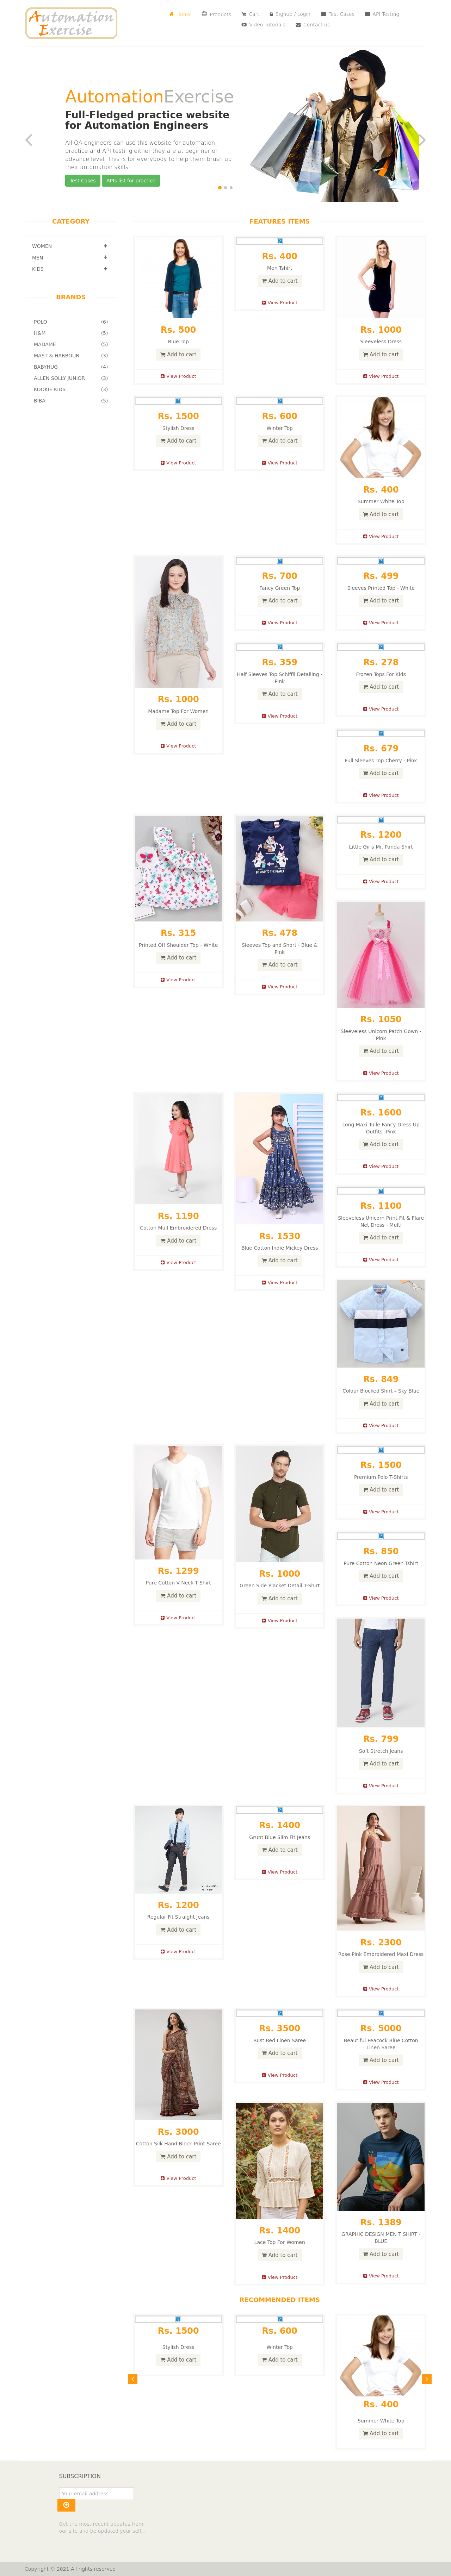 Automation
Exercise
Home
Products
Cart
Signup / Login
Test Cases
API Testing
Video Tutorials
Contact us
AutomationExercise
Full-Fledged practice website
for Automation Engineers
All QA engineers can use this website for automation
practice and API testing either they are at beginner or
advance level. This is for everybody to help them brush up
their automation skills.
Test Cases
APIs list for practice
CATEGORY
WOMEN
MEN
KIDS
BRANDS
POLO (6)
H&M (5)
MADAME (5)
MAST & HARBOUR (3)
BABYHUG (4)
ALLEN SOLLY JUNIOR (3)
KOOKIE KIDS (3)
BIBA (5)
FEATURES ITEMS
Rs. 500
Blue Top
Add to cart
View Product
Rs. 400
Men Tshirt
Add to cart
View Product
Rs. 1000
Sleeveless Dress
Add to cart
View Product
Rs. 1500
Stylish Dress
Add to cart
View Product
Rs. 600
Winter Top
Add to cart
View Product
Rs. 400
Summer White Top
Add to cart
View Product
Rs. 1000
Madame Top For Women
Add to cart
View Product
Rs. 700
Fancy Green Top
Add to cart
View Product
Rs. 499
Sleeves Printed Top - White
Add to cart
View Product
Rs. 359
Half Sleeves Top Schiffli Detailing -
Pink
Add to cart
View Product
Rs. 278
Frozen Tops For Kids
Add to cart
View Product
Rs. 679
Full Sleeves Top Cherry - Pink
Add to cart
View Product
Rs. 315
Printed Off Shoulder Top - White
Add to cart
View Product
Rs. 478
Sleeves Top and Short - Blue &
Pink
Add to cart
View Product
Rs. 1200
Little Girls Mr. Panda Shirt
Add to cart
View Product
Rs. 1050
Sleeveless Unicorn Patch Gown -
Pink
Add to cart
View Product
Rs. 1190
Cotton Mull Embroidered Dress
Add to cart
View Product
Rs. 1530
Blue Cotton Indie Mickey Dress
Add to cart
View Product
Rs. 1600
Long Maxi Tulle Fancy Dress Up
Outfits -Pink
Add to cart
View Product
Rs. 1100
Sleeveless Unicorn Print Fit & Flare
Net Dress - Multi
Add to cart
View Product
Rs. 849
Colour Blocked Shirt – Sky Blue
Add to cart
View Product
Rs. 1299
Pure Cotton V-Neck T-Shirt
Add to cart
View Product
Rs. 1000
Green Side Placket Detail T-Shirt
Add to cart
View Product
Rs. 1500
Premium Polo T-Shirts
Add to cart
View Product
Rs. 850
Pure Cotton Neon Green Tshirt
Add to cart
View Product
Rs. 799
Soft Stretch Jeans
Add to cart
View Product
Rs. 1200
Regular Fit Straight Jeans
Add to cart
View Product
Rs. 1400
Grunt Blue Slim Fit Jeans
Add to cart
View Product
Rs. 2300
Rose Pink Embroidered Maxi Dress
Add to cart
View Product
Rs. 3000
Cotton Silk Hand Block Print Saree
Add to cart
View Product
Rs. 3500
Rust Red Linen Saree
Add to cart
View Product
Rs. 5000
Beautiful Peacock Blue Cotton
Linen Saree
Add to cart
View Product
Rs. 1400
Lace Top For Women
Add to cart
View Product
Rs. 1389
GRAPHIC DESIGN MEN T SHIRT -
BLUE
Add to cart
View Product
RECOMMENDED ITEMS
Rs. 1500
Stylish Dress
Add to cart
Rs. 600
Winter Top
Add to cart
Rs. 400
Summer White Top
Add to cart
SUBSCRIPTION
Your email address
Get the most recent updates from
our site and be updated your self...
Copyright © 2021 All rights reserved